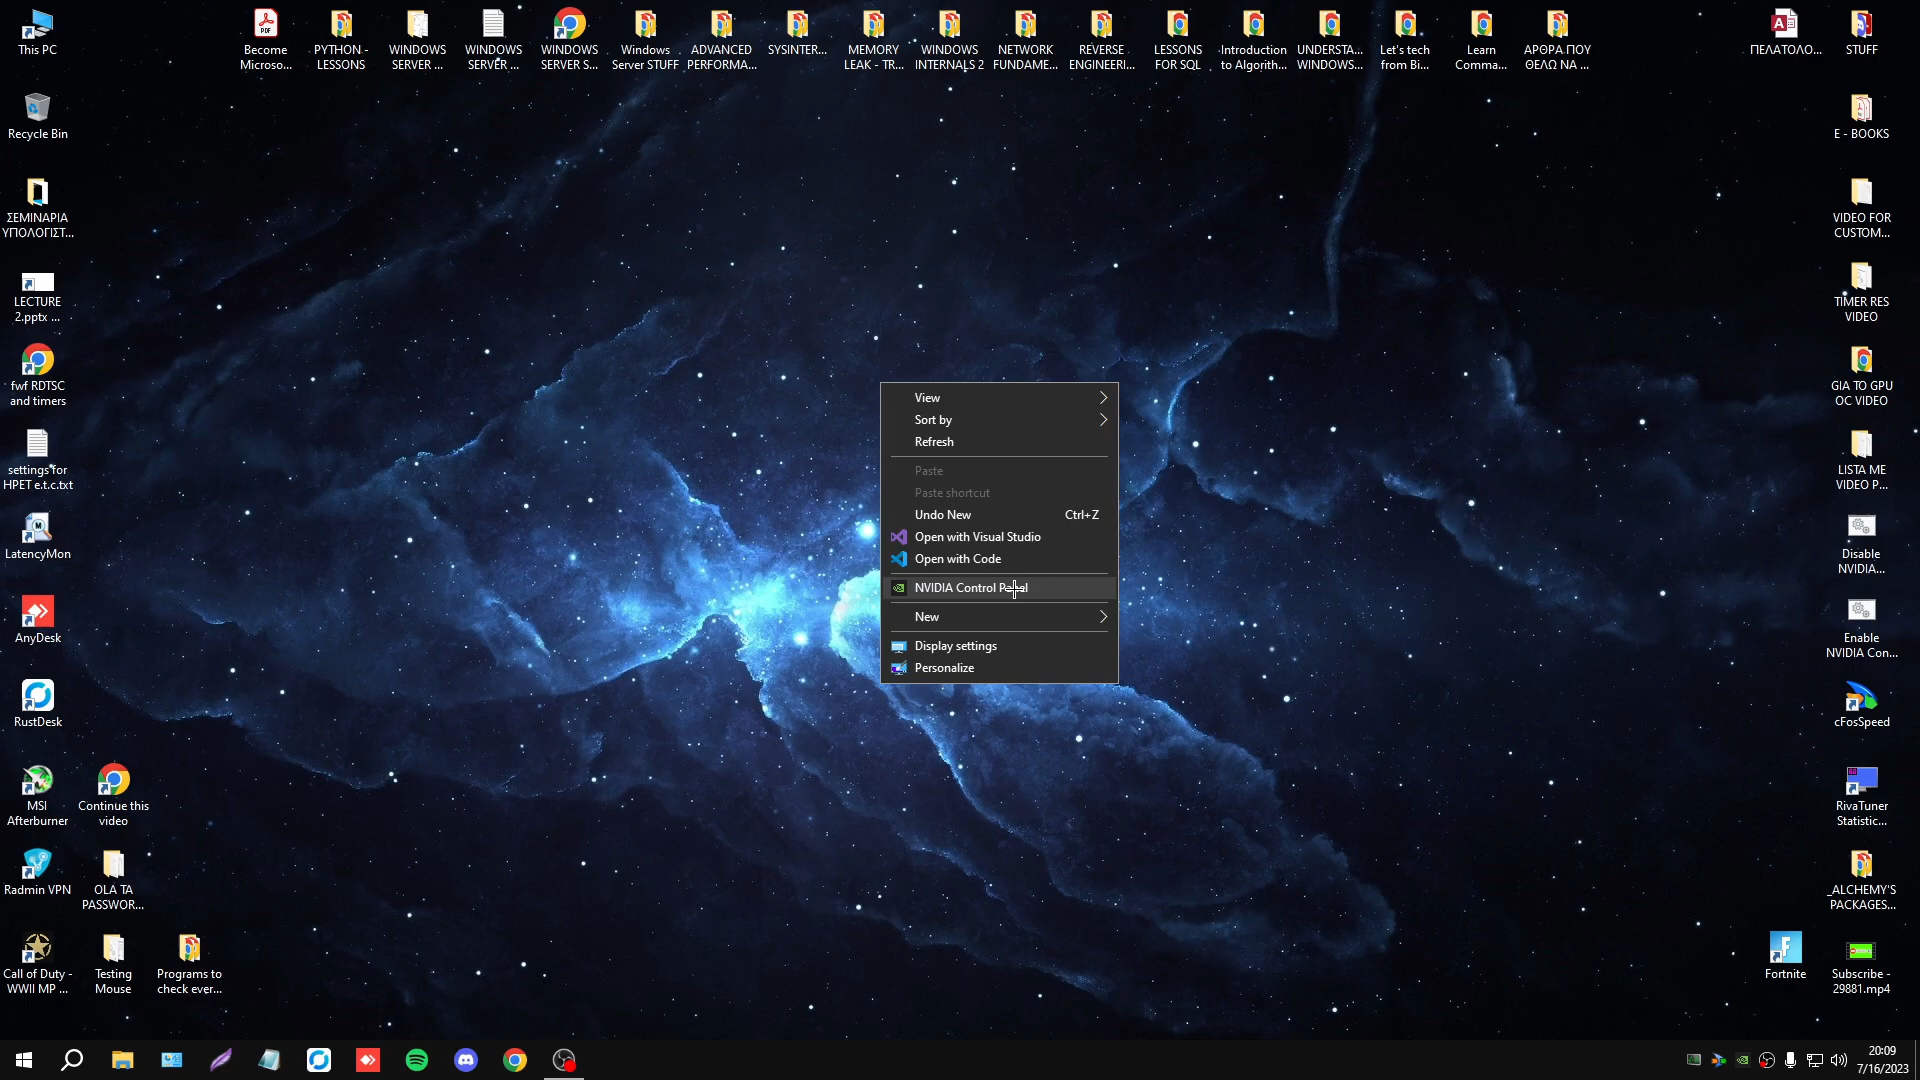 This PC
Become
Microso...
PYTHON -
LESSONS
WINDOWS
SERVER ...
WINDOWS
SERVER ...
WINDOWS
SERVER S...
Windows
Server STUFF
ADVANCED
PERFORMA...
SYSINTER...
MEMORY
LEAK - TR...
WINDOWS
INTERNALS 2
NETWORK
FUNDAME...
REVERSE
ENGINEERI...
LESSONS
FOR SQL
Introduction
to Algorith...
UNDERSTA...
WINDOWS...
Let's tech
from Bi...
Learn
Comma...
ΑΡΘΡΑ ΠΟΥ
ΘΕΛΩ ΝΑ ...
ΠΕΛΑΤΟΛΟ...
STUFF
Recycle Bin
E - BOOKS
ΣΕΜΙΝΑΡΙΑ
ΥΠΟΛΟΓΙΣΤ...
VIDEO FOR
CUSTOM...
LECTURE
2.pptx ...
TIMER RES
VIDEO
fwf RDTSC
and timers
GIA TO GPU
OC VIDEO
settings for
HPET e.t.c.txt
LISTA ME
VIDEO P...
LatencyMon
Disable
NVIDIA...
AnyDesk
Enable
NVIDIA Con...
RustDesk
cFosSpeed
MSI
Afterburner
Continue this
video
RivaTuner
Statistic...
Radmin VPN
OLA TA
PASSWOR...
_ALCHEMY'S
PACKAGES...
Call of Duty -
WWII MP ...
Testing
Mouse
Programs to
check ever...
Fortnite
Subscribe -
29881.mp4
View
Sort by
Refresh
Paste
Paste shortcut
Undo New Ctrl+Z
Open with Visual Studio
Open with Code
NVIDIA Control Panel
New
Display settings
Personalize
20:09
7/16/2023